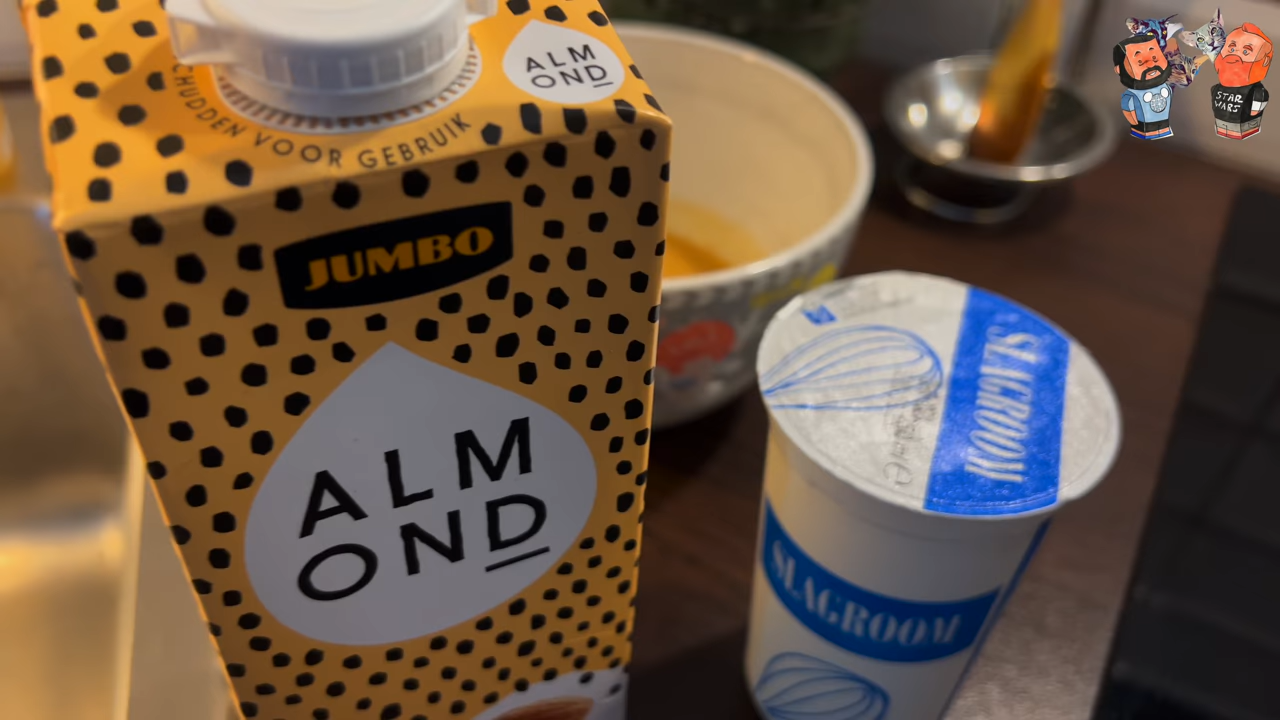 ALM
OND
SCHUDDEN VOOR GEBRUIK
JUMBO
ALM
OND
SLAGROOM
SLAGROOM
STAR
WARS